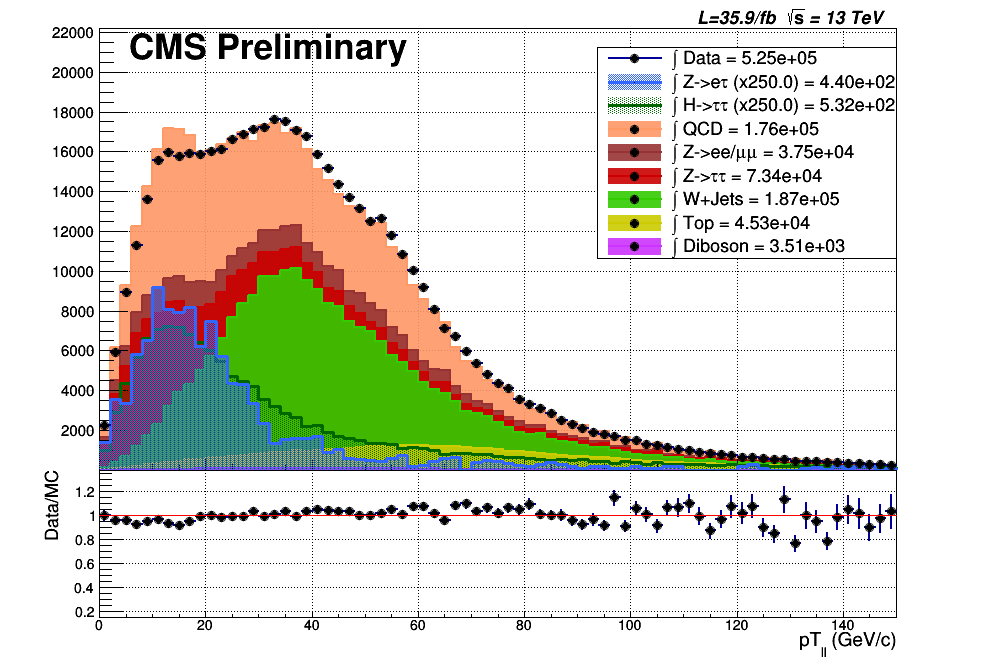 L=35.9/fb √s = 13 TeV
CMS Preliminary
∫ Data = 5.25e+05
∫ Z->eτ (x250.0) = 4.40e+02
∫ H->ττ (x250.0) = 5.32e+02
∫ QCD = 1.76e+05
∫ Z->ee/μμ = 3.75e+04
∫ Z->ττ = 7.34e+04
∫ W+Jets = 1.87e+05
∫ Top = 4.53e+04
∫ Diboson = 3.51e+03
22000
20000
18000
16000
14000
12000
10000
8000
6000
4000
2000
Data/MC
1.2
1
0.8
0.6
0.4
0.2
0 20 40 60 80 100 120 140
pT|| (GeV/c)